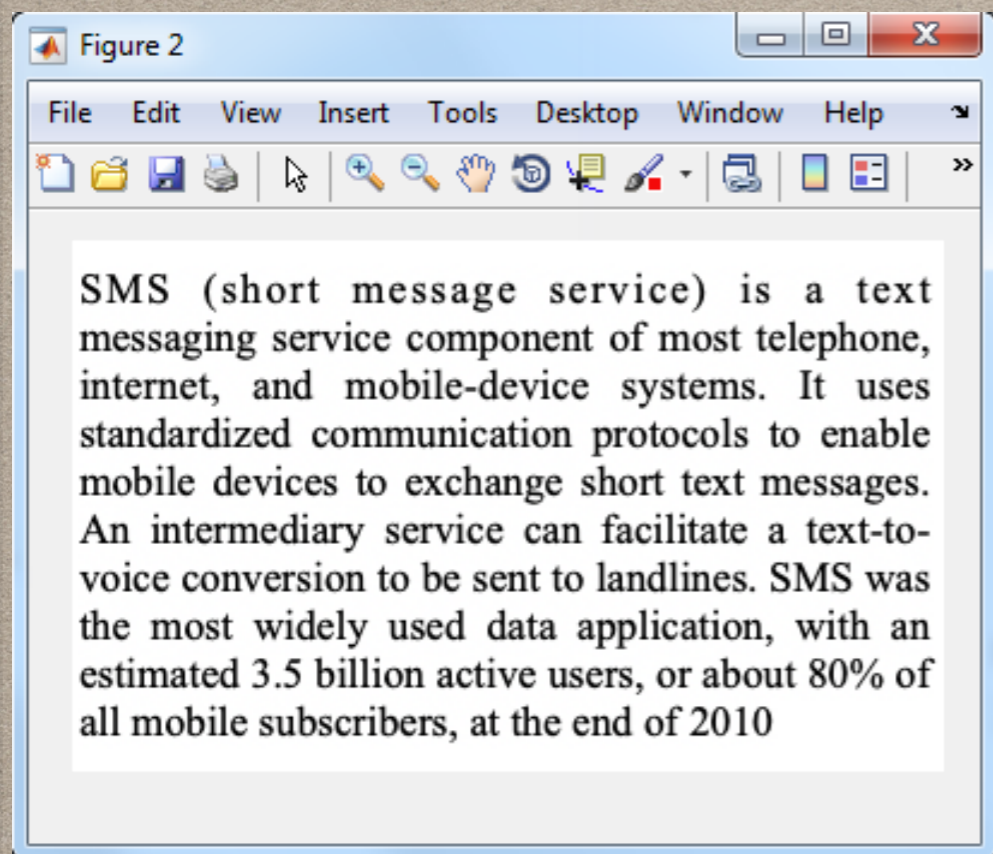 Figure 2
File Edit View Insert Tools Desktop Window Help
SMS (short message service) is a text
messaging service component of most telephone,
internet, and mobile-device systems. It uses
standardized communication protocols to enable
mobile devices to exchange short text messages.
An intermediary service can facilitate a text-to-
voice conversion to be sent to landlines. SMS was
the most widely used data application, with an
estimated 3.5 billion active users, or about 80% of
all mobile subscribers, at the end of 2010